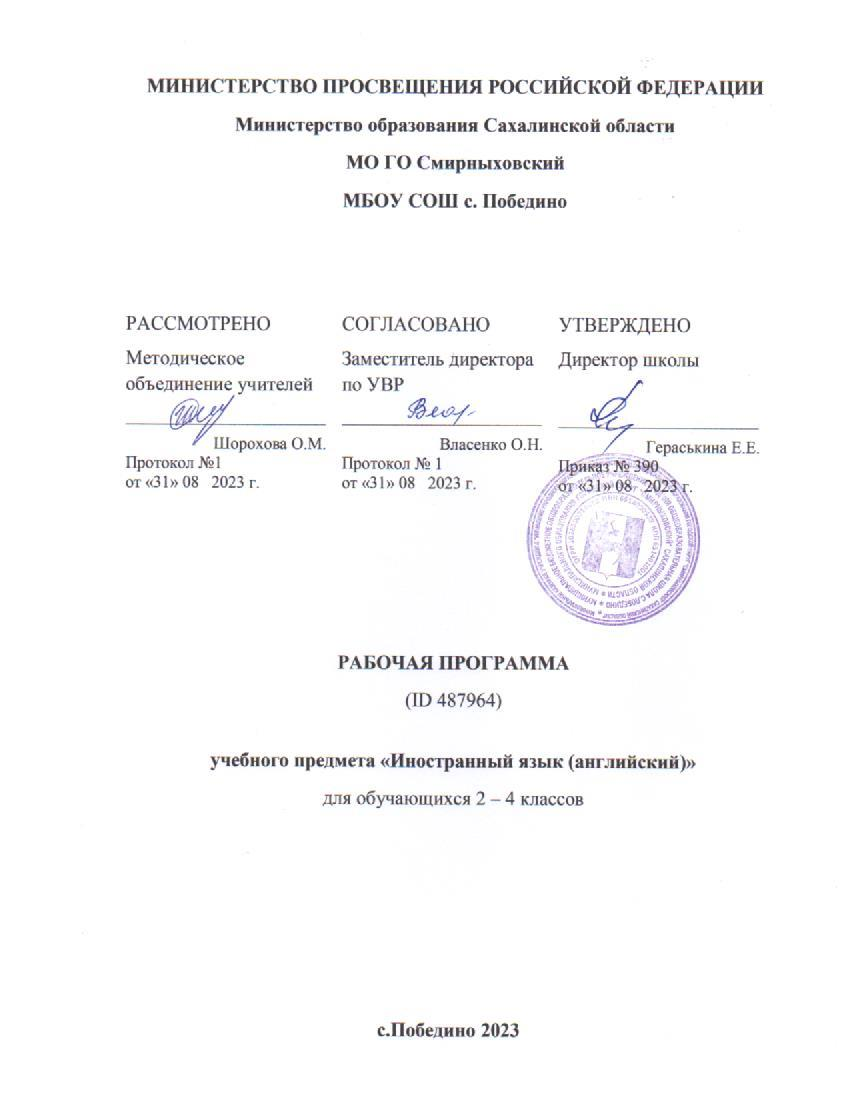 МИНИСТЕРСТВО ПРОСВЕЩЕНИЯ РОССИЙСКОЙ ФЕДЕРАЦИИ
Министерство образования Сахалинской области
МО ГО Смирныховский
МБОУ СОШ с. Победино
РАССМОТРЕНО
Методическое
объединение учителей
Шорохова О.М.
Протокол №1
от «31» 08 2023 г.
СОГЛАСОВАНО
Заместитель директора
по УВР
Власенко О.Н.
Протокол № 1
от «31» 08 2023 г.
УТВЕРЖДЕНО
Директор школы
Гераськина Е.Е.
Приказ № 390
от «31» 08 2023 г.
РАБОЧАЯ ПРОГРАММА
(ID 487964)
учебного предмета «Иностранный язык (английский)»
для обучающихся 2 – 4 классов
с.Победино 2023